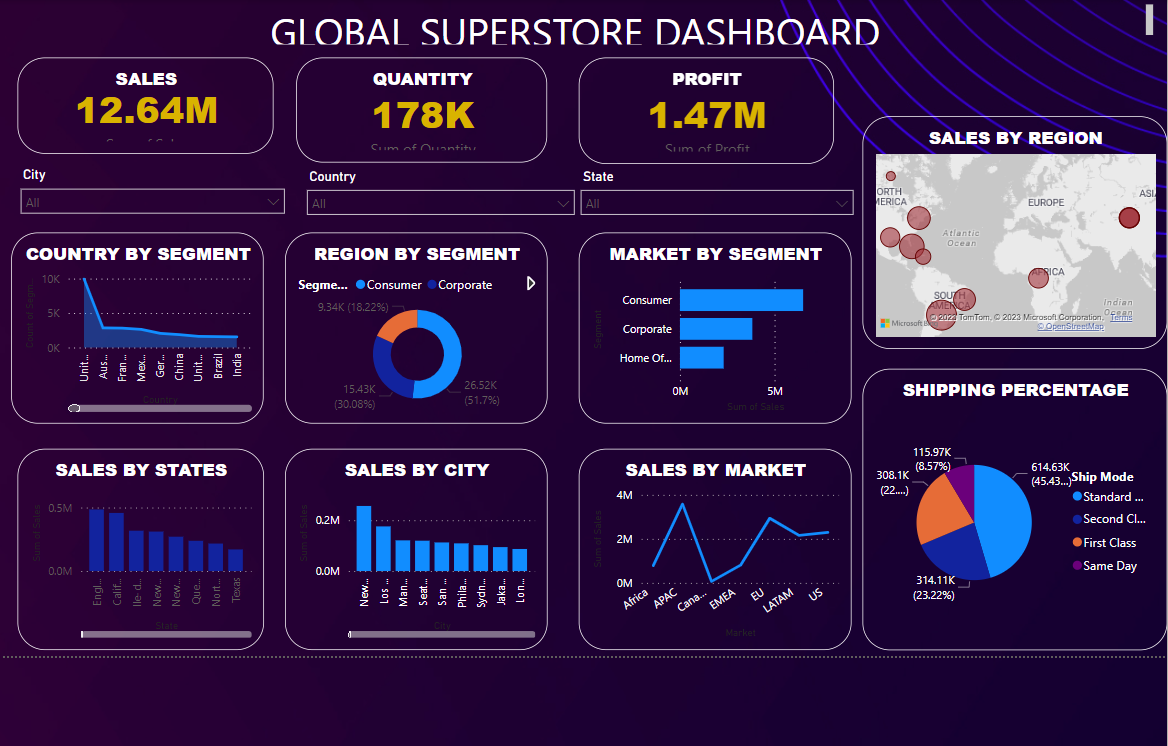 GLOBAL SUPERSTORE DASHBOARD
SALES
12.64M
QUANTITY
178K
Sum of Quantity
PROFIT
1.47M
Sum of Profit
City
All
Country
All
State
All
SALES BY REGION
NORTH
AMERICA
EUROPE
ASIA
Atlantic
Ocean
AFRICA
SOUTH
AMERICA
Indian
Ocean
© 2023 TomTom, © 2023 Microsoft Corporation, Terms
© OpenStreetMap
COUNTRY BY SEGMENT
Count of Segm...
10K
5K
0K
Unit...
Aus...
Fran...
Mex...
Ger...
China
Unit...
Brazil
India
Country
REGION BY SEGMENT
Segme... Consumer Corporate
9.34K (18.22%)
15.43K
(30.08%)
26.52K
(51.7%)
MARKET BY SEGMENT
Segment
Consumer
Corporate
Home Of...
0M 5M
Sum of Sales
SHIPPING PERCENTAGE
115.97K
(8.57%)
308.1K
(22....)
614.63K
(45.43...)
314.11K
(23.22%)
Ship Mode
Standard ...
Second Cl...
First Class
Same Day
SALES BY STATES
Sum of Sales
0.5M
0.0M
Engl...
Calif...
Ile-d...
New...
New...
Que...
Nort...
Texas
State
SALES BY CITY
Sum of Sales
0.2M
0.0M
New...
Los ...
Man...
Seat...
San ...
Phila...
Sydn...
Jaka...
Lon...
City
SALES BY MARKET
Sum of Sales
4M
2M
0M
Africa
APAC
Cana...
EMEA
EU
LATAM
US
Market